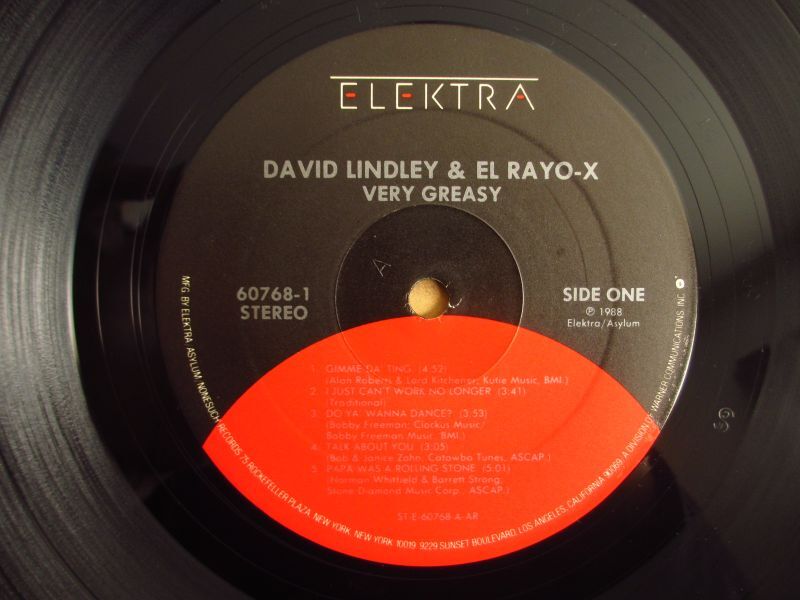 ELEKTRA
DAVID LINDLEY & EL RAYO-X
VERY GREASY
A
60768-1
STEREO
SIDE ONE
℗ 1988
Elektra/Asylum
1. GIMME DA' TING (4:52)
(Alan Roberts & Lord Kitchener; Kutie Music, BMI.)
2. I JUST CAN'T WORK NO LONGER (3:41)
(Traditional)
3. DO YA' WANNA DANCE? (3:53)
(Bobby Freeman; Clockus Music/
Bobby Freeman Music, BMI.)
4. TALK ABOUT YOU (3:05)
(Bob & Janice Zahn; Catawba Tunes, ASCAP.)
5. PAPA WAS A ROLLING STONE (5:01)
(Norman Whitfield & Barrett Strong;
Stone Diamond Music Corp., ASCAP.)
S1-E-60768-A-AR
MFG. BY ELEKTRA/ASYLUM/NONESUCH RECORDS 75 ROCKEFELLER PLAZA, NEW YORK, NEW YORK 10019. 9229 SUNSET BOULEVARD, LOS ANGELES, CALIFORNIA 90069. A DIVISION OF WARNER COMMUNICATIONS, INC.